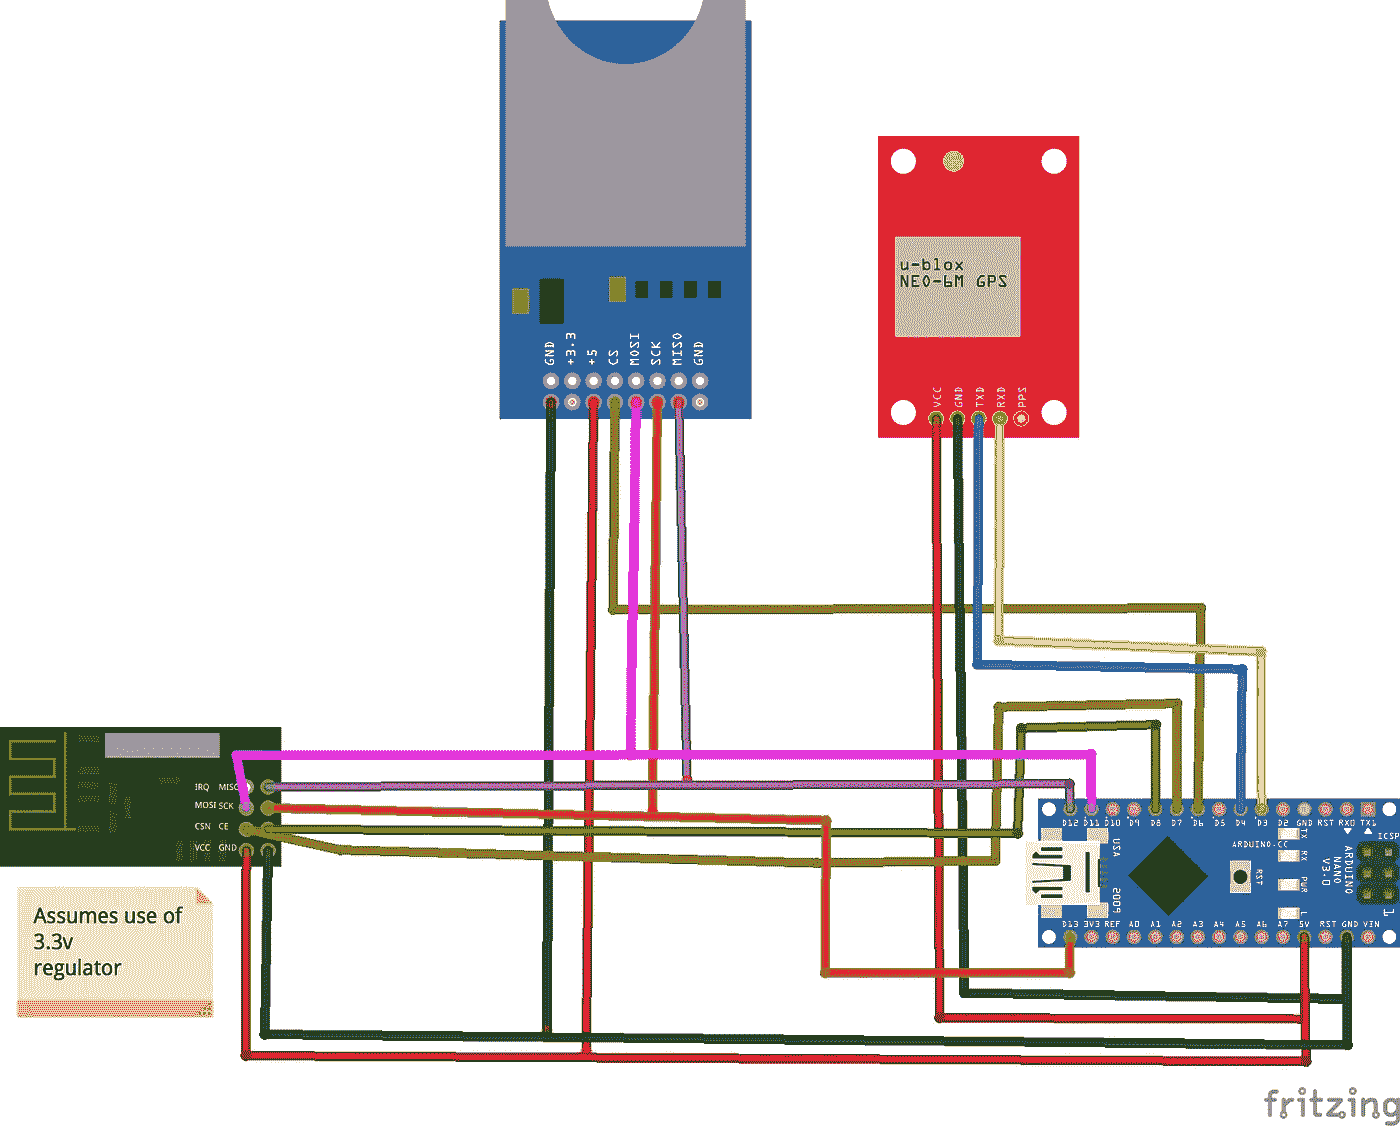 GND +3.3 +5 CS MOSI SCK MISO GND
u-blox
NEO-6M GPS
VCC GND TXD RXD PPS
IRQ MISO
MOSI SCK
CSN CE
VCC GND
Assumes use of
3.3v
regulator
D12 D11 D10 D9 D8 D7 D6 D5 D4 D3 D2 GND RST RX0 TX1
USA
2009
ARDUINO.CC
RST
TX
RX
PWR
L
ARDUINO
NANO
V3.0
ICSP
1
D13 3V3 REF A0 A1 A2 A3 A4 A5 A6 A7 5V RST GND VIN
fritzing